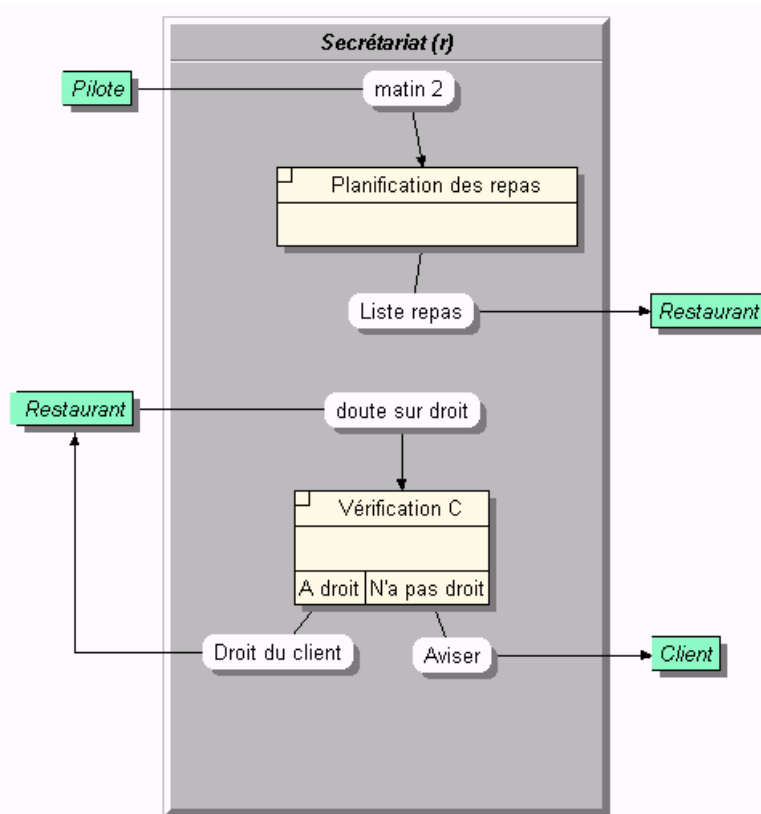 Secrétariat (r)
Pilote
matin 2
Planification des repas
Liste repas
Restaurant
Restaurant
doute sur droit
Vérification C
A droit
N'a pas droit
Droit du client
Aviser
Client